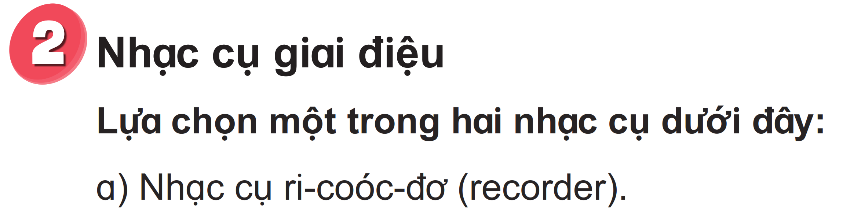 2 Nhạc cụ giai điệu
Lựa chọn một trong hai nhạc cụ dưới đây:
a) Nhạc cụ ri-coóc-đơ (recorder).